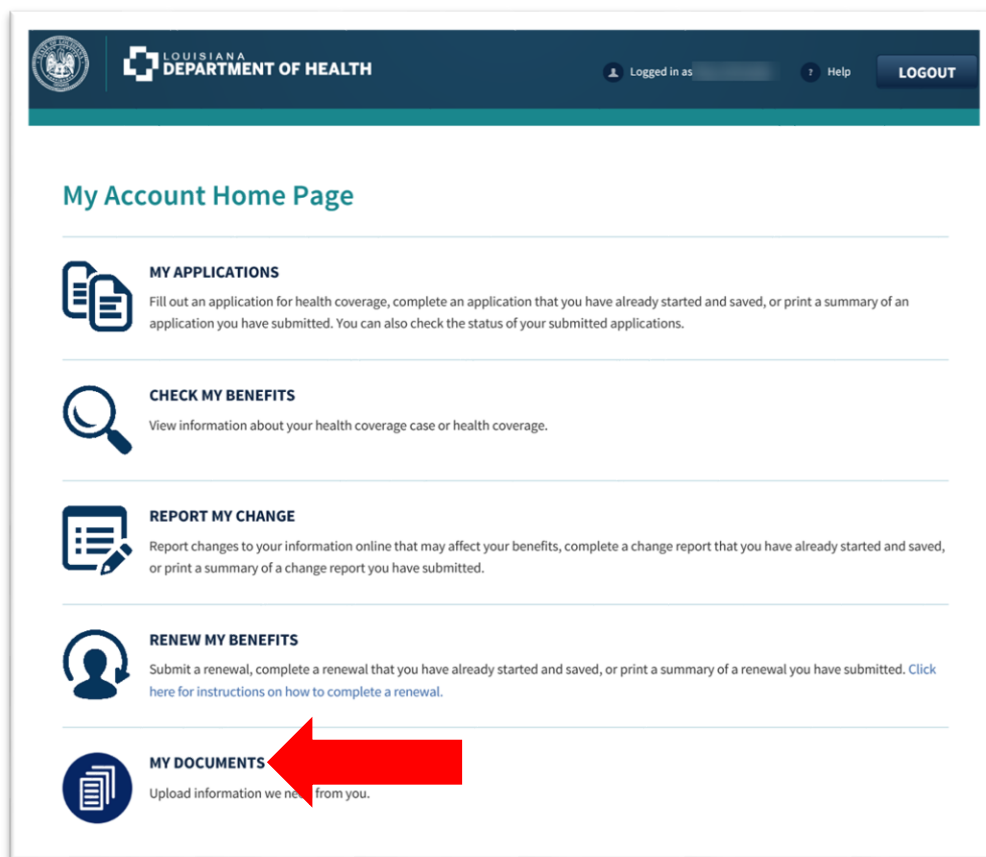 LOUISIANA
DEPARTMENT OF HEALTH
Logged in as
? Help
LOGOUT
My Account Home Page
MY APPLICATIONS
Fill out an application for health coverage, complete an application that you have already started and saved, or print a summary of an
application you have submitted. You can also check the status of your submitted applications.
CHECK MY BENEFITS
View information about your health coverage case or health coverage.
REPORT MY CHANGE
Report changes to your information online that may affect your benefits, complete a change report that you have already started and saved,
or print a summary of a change report you have submitted.
RENEW MY BENEFITS
Submit a renewal, complete a renewal that you have already started and saved, or print a summary of a renewal you have submitted. Click
here for instructions on how to complete a renewal.
MY DOCUMENTS
Upload information we need from you.